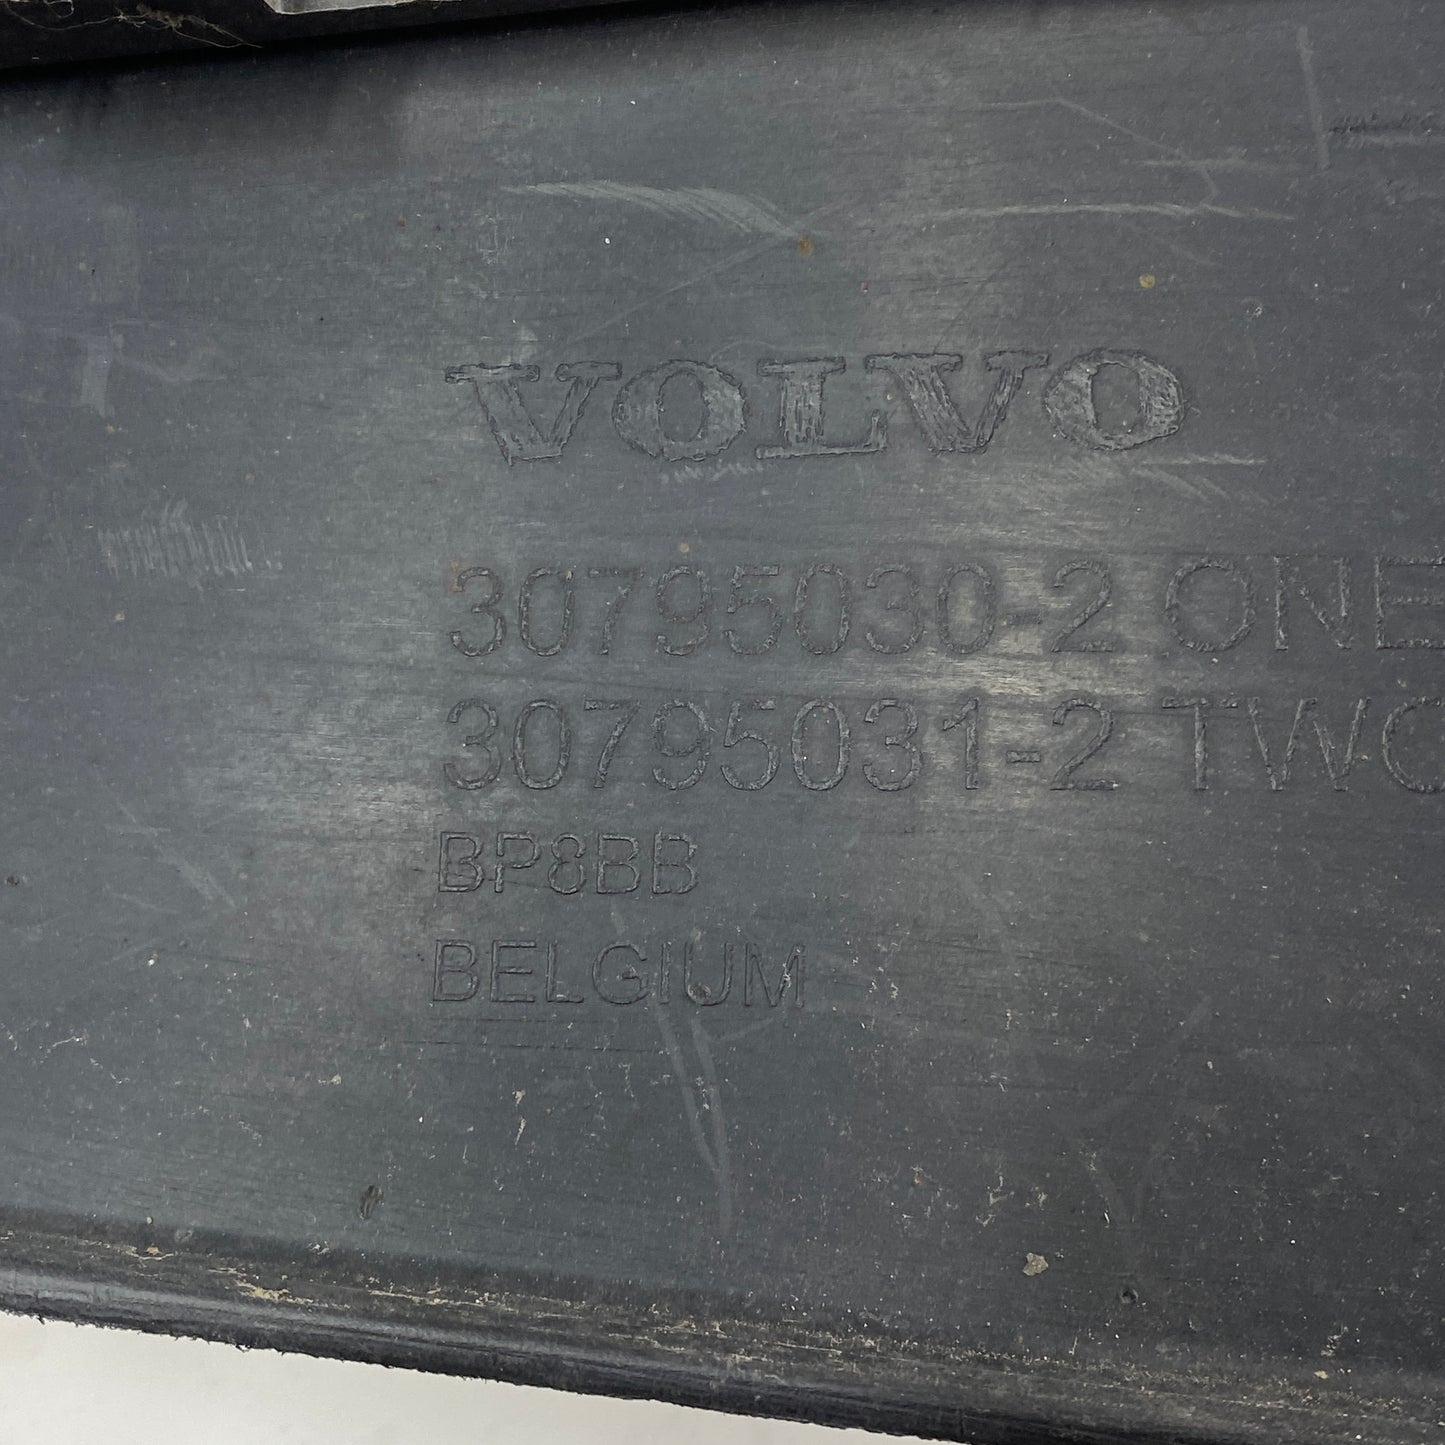 VOLVO
30795030-2 ONE
30795031-2 TWO
BP8BB
BELGIUM